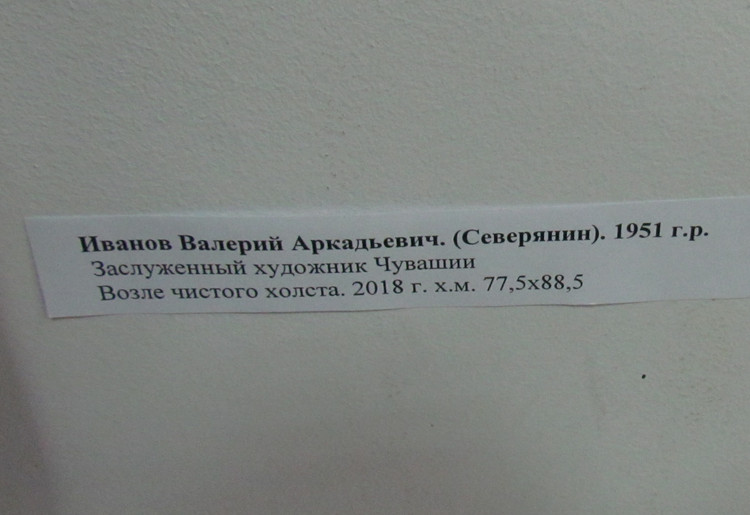 Иванов Валерий Аркадьевич. (Северянин). 1951 г.р.
Заслуженный художник Чувашии
Возле чистого холста. 2018 г. х.м. 77,5х88,5